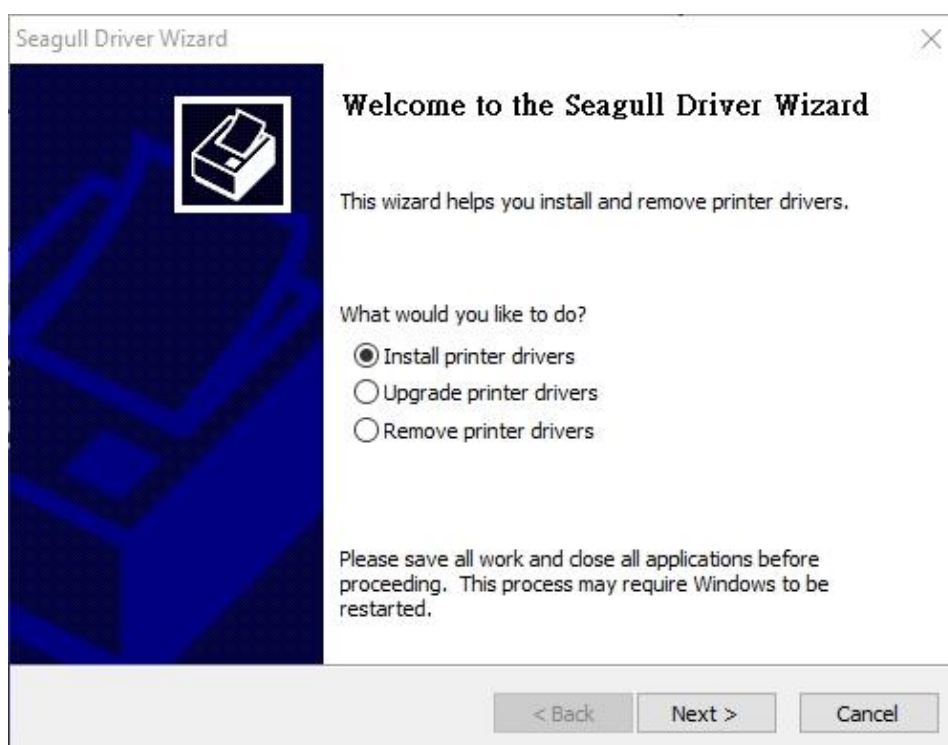 Seagull Driver Wizard
Welcome to the Seagull Driver Wizard
This wizard helps you install and remove printer drivers.
What would you like to do?
Install printer drivers
Upgrade printer drivers
Remove printer drivers
Please save all work and close all applications before
proceeding.  This process may require Windows to be
restarted.
< Back
Next >
Cancel